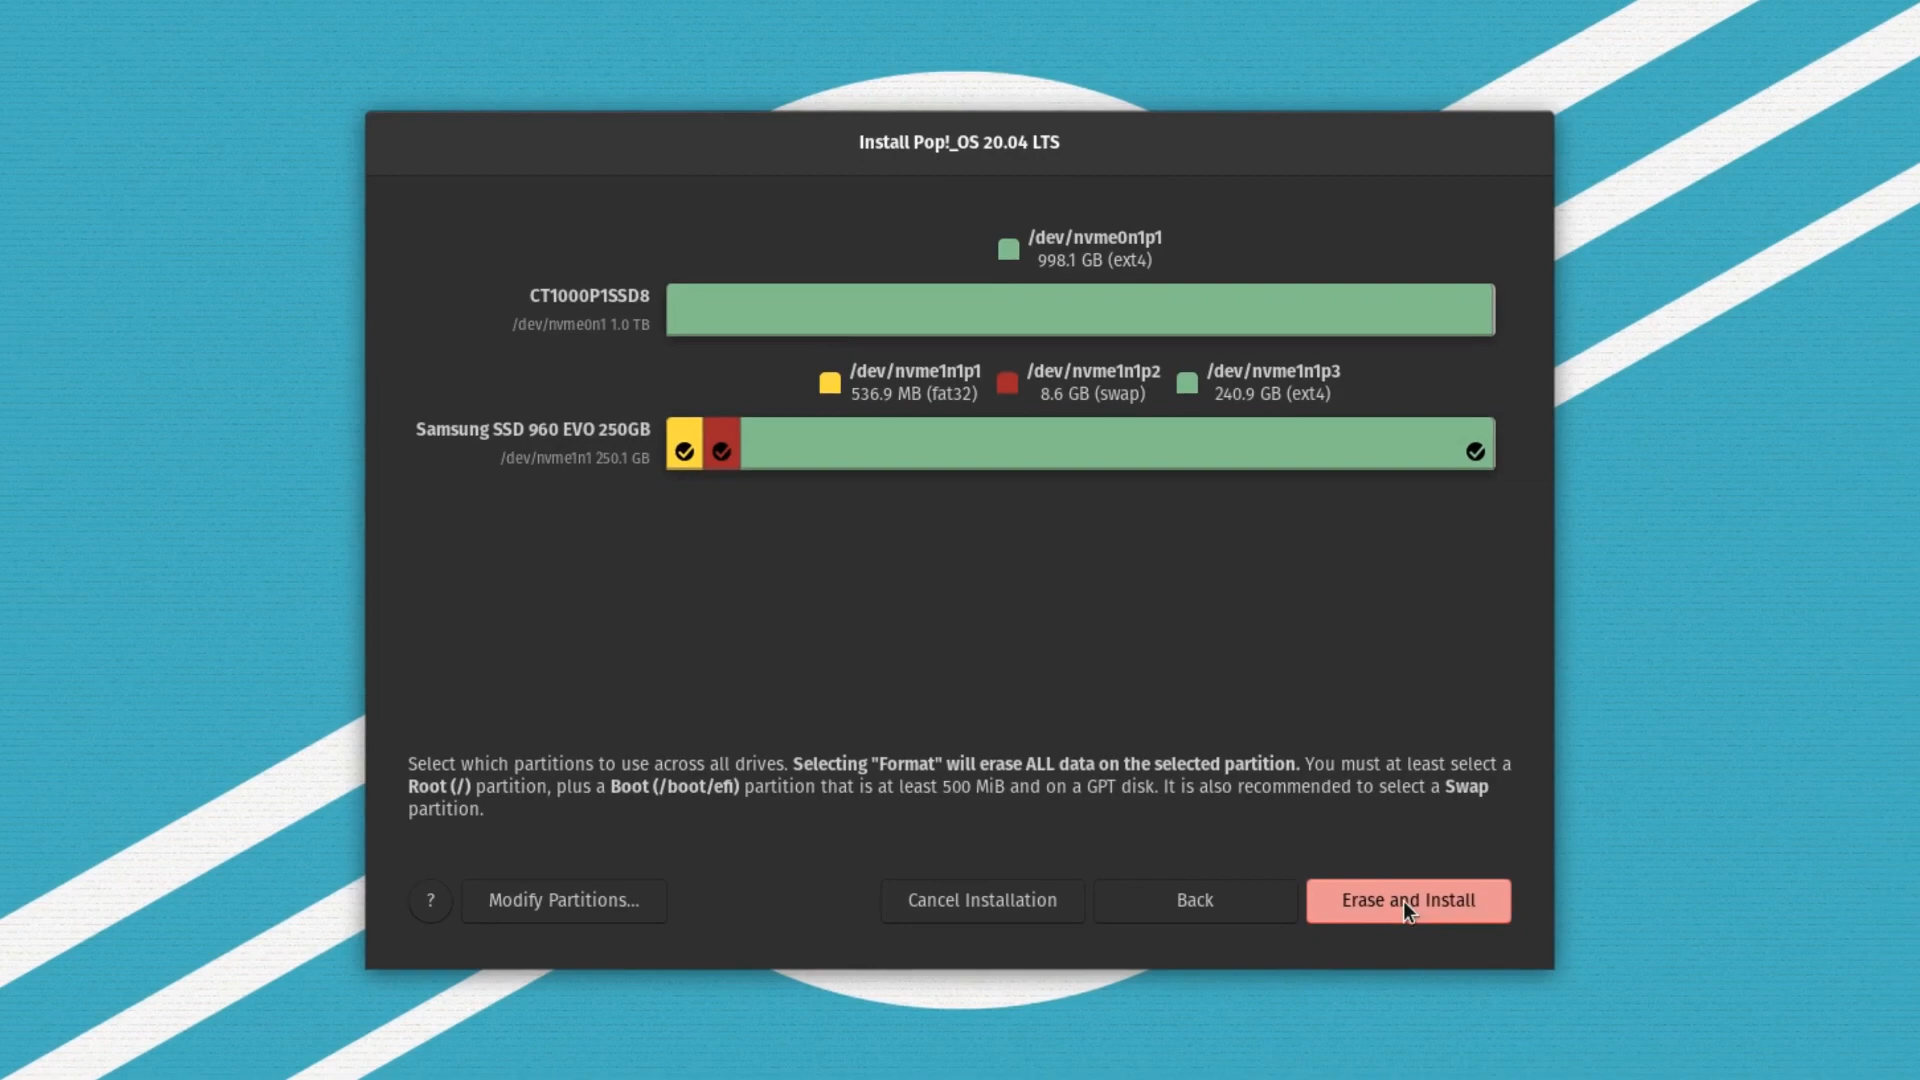 Install Pop!_OS 20.04 LTS
/dev/nvme0n1p1
998.1 GB (ext4)
CT1000P1SSD8
/dev/nvme0n1 1.0 TB
/dev/nvme1n1p1
536.9 MB (fat32)
/dev/nvme1n1p2
8.6 GB (swap)
/dev/nvme1n1p3
240.9 GB (ext4)
Samsung SSD 960 EVO 250GB
/dev/nvme1n1 250.1 GB
Select which partitions to use across all drives. Selecting "Format" will erase ALL data on the selected partition. You must at least select a
Root (/) partition, plus a Boot (/boot/efi) partition that is at least 500 MiB and on a GPT disk. It is also recommended to select a Swap
partition.
?
Modify Partitions...
Cancel Installation
Back
Erase and Install